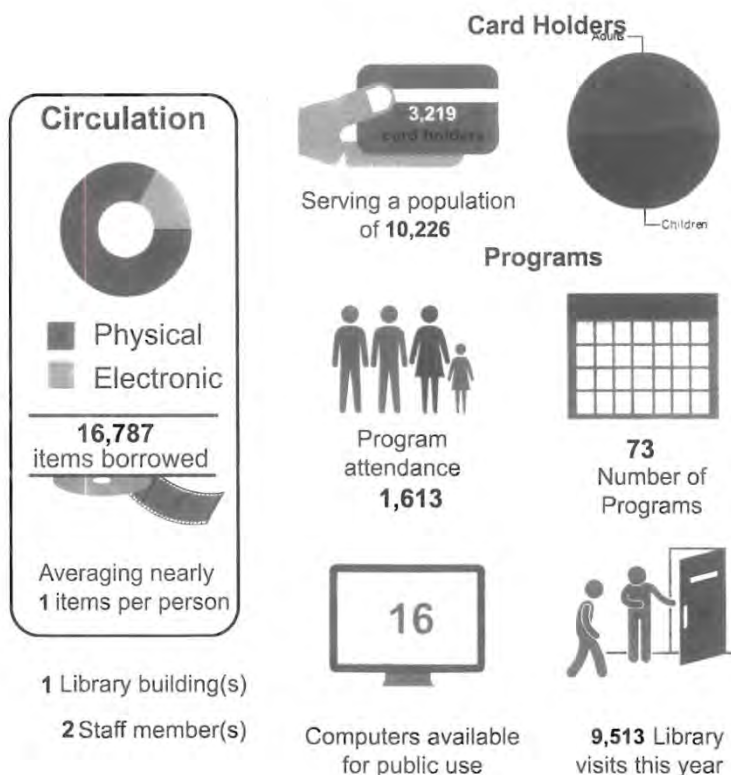 Card Holders
Adults
Circulation
3,219
card holders
Serving a population
of 10,226
Children
Programs
Physical
Electronic
16,787
items borrowed
Program
attendance
1,613
73
Number of
Programs
Averaging nearly
1 items per person
16
1 Library building(s)
2 Staff member(s)
Computers available
for public use
9,513 Library
visits this year